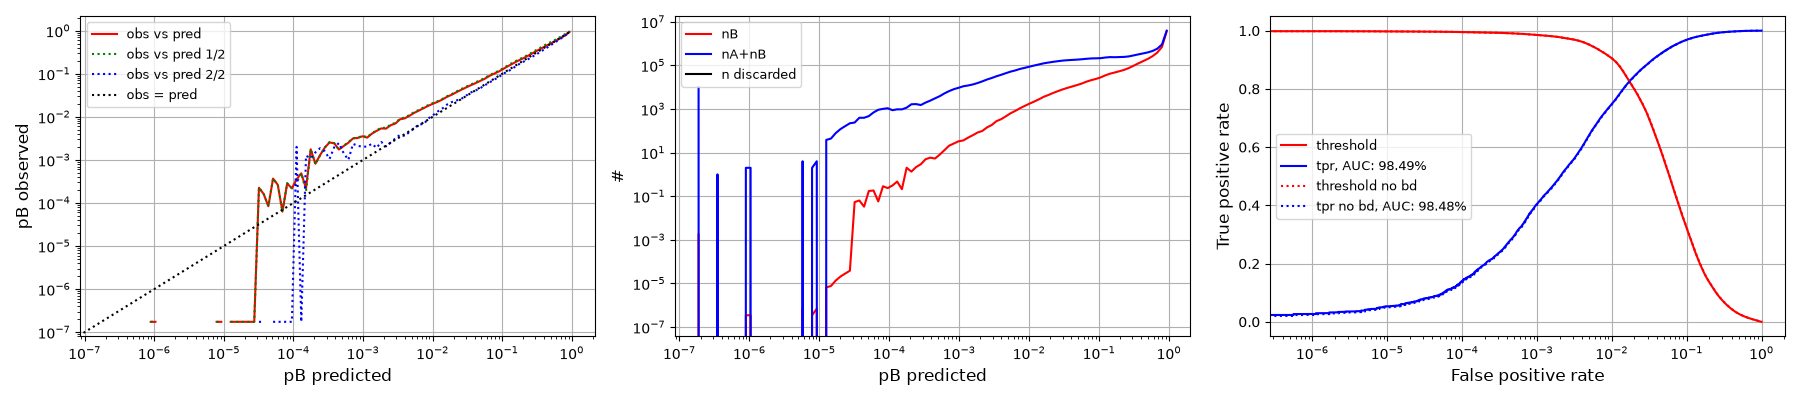 obs vs pred
obs vs pred 1/2
obs vs pred 2/2
obs = pred
10⁰
10⁻¹
10⁻²
10⁻³
10⁻⁴
10⁻⁵
10⁻⁶
10⁻⁷
pB observed
10⁻⁷ 10⁻⁶ 10⁻⁵ 10⁻⁴ 10⁻³ 10⁻² 10⁻¹ 10⁰
pB predicted
nB
nA+nB
n discarded
10⁷
10⁵
10³
10¹
10⁻¹
10⁻³
10⁻⁵
10⁻⁷
#
10⁻⁷ 10⁻⁶ 10⁻⁵ 10⁻⁴ 10⁻³ 10⁻² 10⁻¹ 10⁰
pB predicted
1.0
0.8
0.6
0.4
0.2
0.0
True positive rate
threshold
tpr, AUC: 98.49%
threshold no bd
tpr no bd, AUC: 98.48%
10⁻⁶ 10⁻⁵ 10⁻⁴ 10⁻³ 10⁻² 10⁻¹ 10⁰
False positive rate